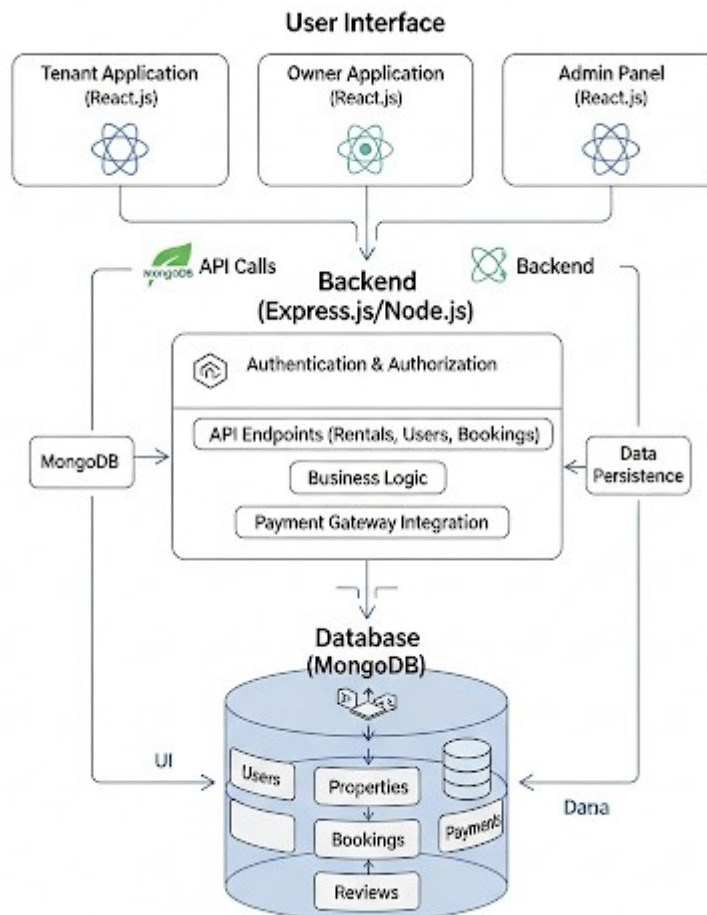 User Interface
Tenant Application
(React.js)
Owner Application
(React.js)
Admin Panel
(React.js)
MongoDB
API Calls
Backend
Backend
(Express.js/Node.js)
Authentication & Authorization
API Endpoints (Rentals, Users, Bookings)
Business Logic
Payment Gateway Integration
MongoDB
Data
Persistence
Database
(MongoDB)
UI
Users
Properties
Bookings
Payments
Reviews
Dana